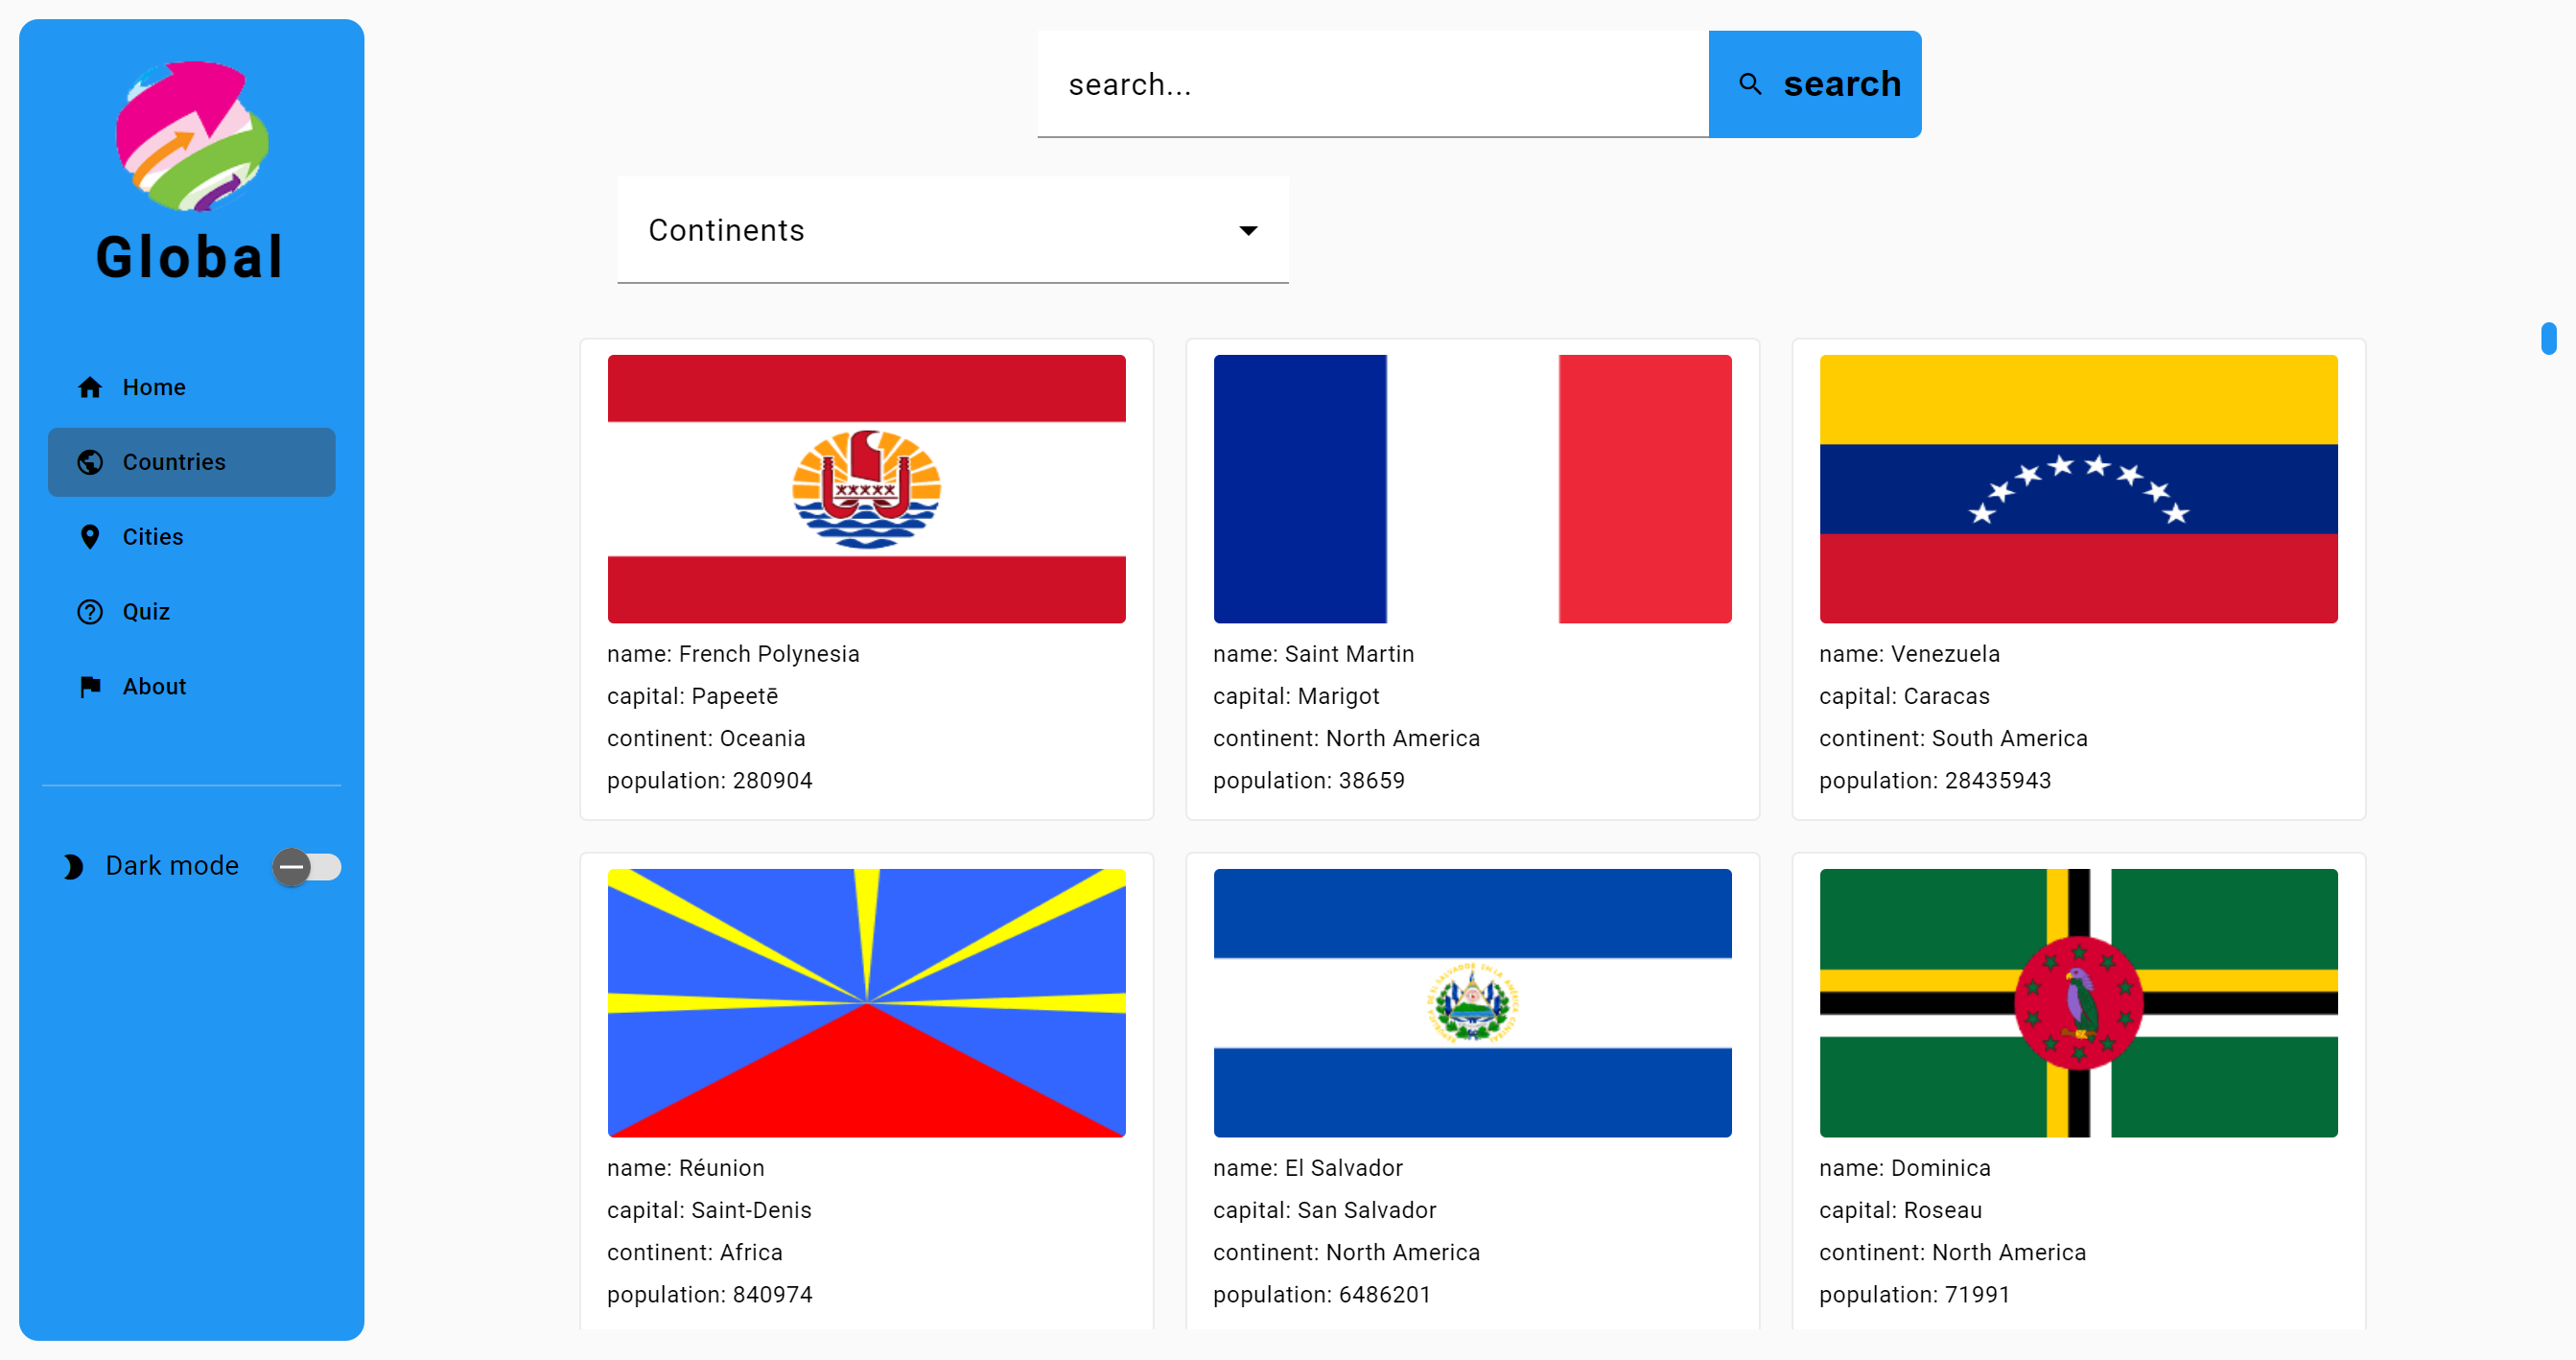 Global
Home
Countries
Cities
Quiz
About
Dark mode
search...
search
Continents
name: French Polynesia
capital: Papeetē
continent: Oceania
population: 280904
name: Saint Martin
capital: Marigot
continent: North America
population: 38659
name: Venezuela
capital: Caracas
continent: South America
population: 28435943
name: Réunion
capital: Saint-Denis
continent: Africa
population: 840974
name: El Salvador
capital: San Salvador
continent: North America
population: 6486201
name: Dominica
capital: Roseau
continent: North America
population: 71991